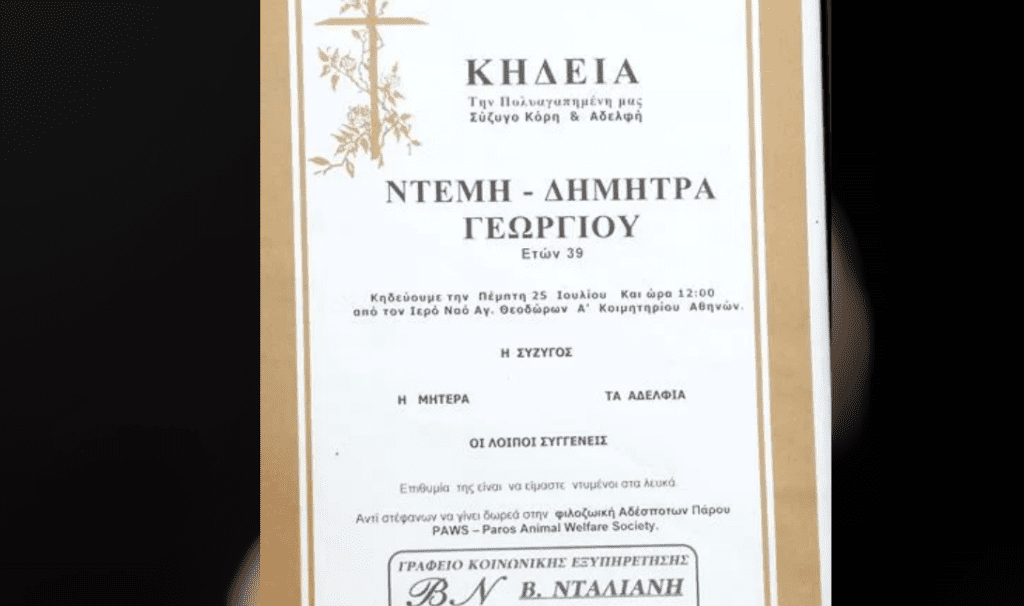 ΚΗΔΕΙΑ
Την Πολυαγαπημένη μας
Σύζυγο Κόρη & Αδελφή
ΝΤΕΜΗ - ΔΗΜΗΤΡΑ
ΓΕΩΡΓΙΟΥ
Ετών 39
Κηδεύουμε την Πέμπτη 25 Ιουλίου Και ώρα 12:00
από τον Ιερό Ναό Αγ. Θεοδώρων Α' Κοιμητηρίου Αθηνών.
Η ΣΥΖΥΓΟΣ
Η ΜΗΤΕΡΑ ΤΑ ΑΔΕΛΦΙΑ
ΟΙ ΛΟΙΠΟΙ ΣΥΓΓΕΝΕΙΣ
Επιθυμία της είναι να είμαστε ντυμένοι στα λευκά.
Αντί στέφανων να γίνει δωρεά στην φιλοζωική Αδέσποτων Πάρου
PAWS – Paros Animal Welfare Society.
ΓΡΑΦΕΙΟ ΚΟΙΝΩΝΙΚΗΣ ΕΞΥΠΗΡΕΤΗΣΗΣ
ΒΝ Β. ΝΤΑΛΙΑΝΗ